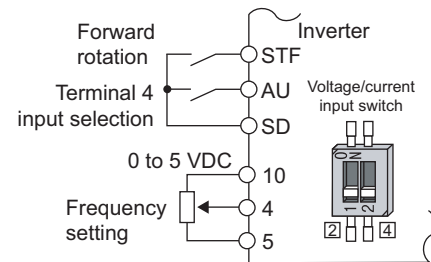 Forward
rotation
Inverter
STF
Terminal 4
input selection
AU
SD
Voltage/current
input switch
0 to 5 VDC
10
Frequency
setting
4
5
ON
1 2
2
4